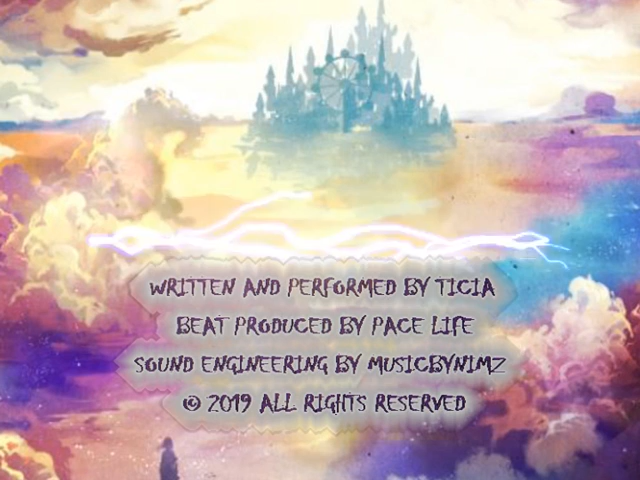 WRITTEN AND PERFORMED BY TICIA
BEAT PRODUCED BY PACE LIFE
SOUND ENGINEERING BY MUSICBYNIMZ
© 2019 ALL RIGHTS RESERVED